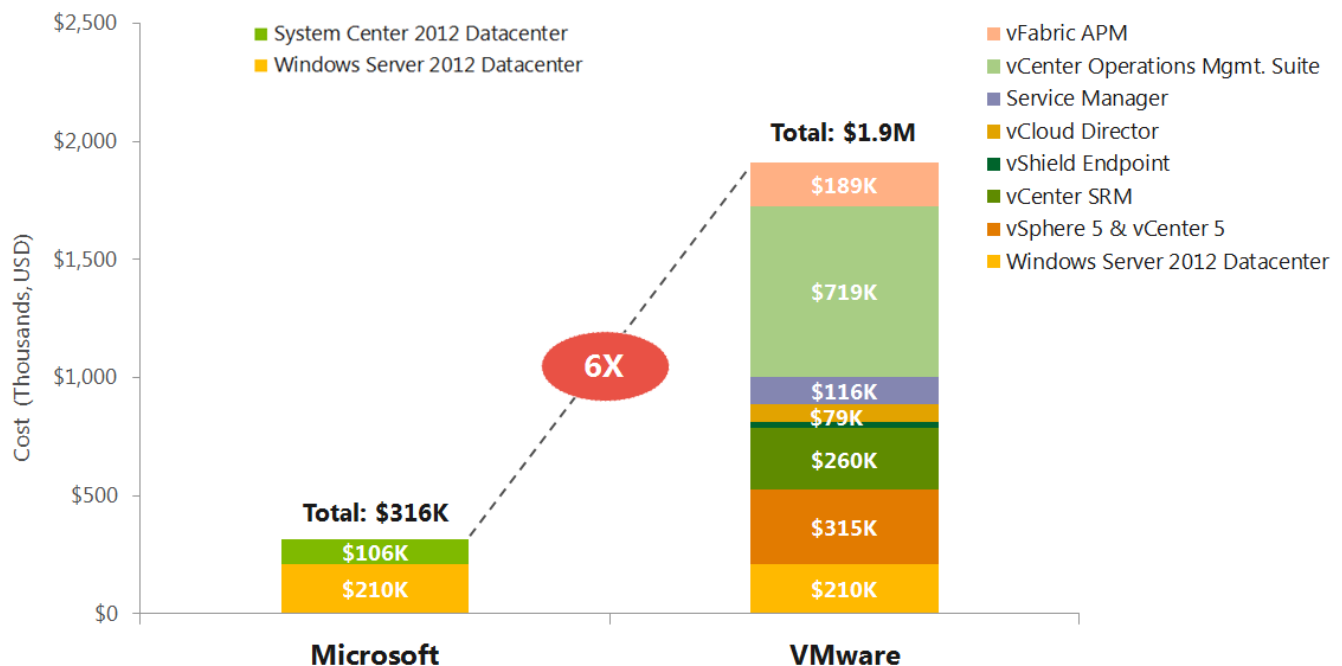 $2,500
$2,000
$1,500
$1,000
$500
$0
Cost (Thousands, USD)
System Center 2012 Datacenter
Windows Server 2012 Datacenter
Total: $316K
$106K
$210K
Microsoft
6X
Total: $1.9M
$189K
$719K
$116K
$79K
$260K
$315K
$210K
VMware
vFabric APM
vCenter Operations Mgmt. Suite
Service Manager
vCloud Director
vShield Endpoint
vCenter SRM
vSphere 5 & vCenter 5
Windows Server 2012 Datacenter